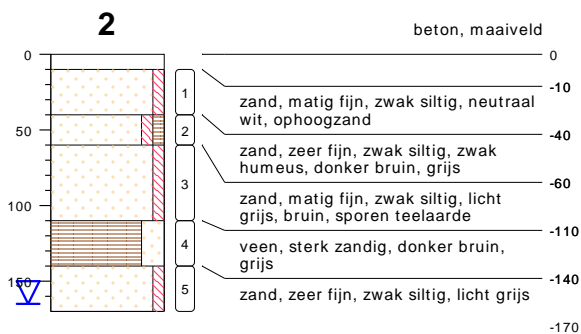 2
beton, maaiveld
0
0
-10
1
zand, matig fijn, zwak siltig, neutraal
wit, ophoogzand
-40
50
2
zand, zeer fijn, zwak siltig, zwak
humeus, donker bruin, grijs
-60
3
zand, matig fijn, zwak siltig, licht
grijs, bruin, sporen teelaarde
100
-110
4
veen, sterk zandig, donker bruin,
grijs
-140
150
5
zand, zeer fijn, zwak siltig, licht grijs
-170